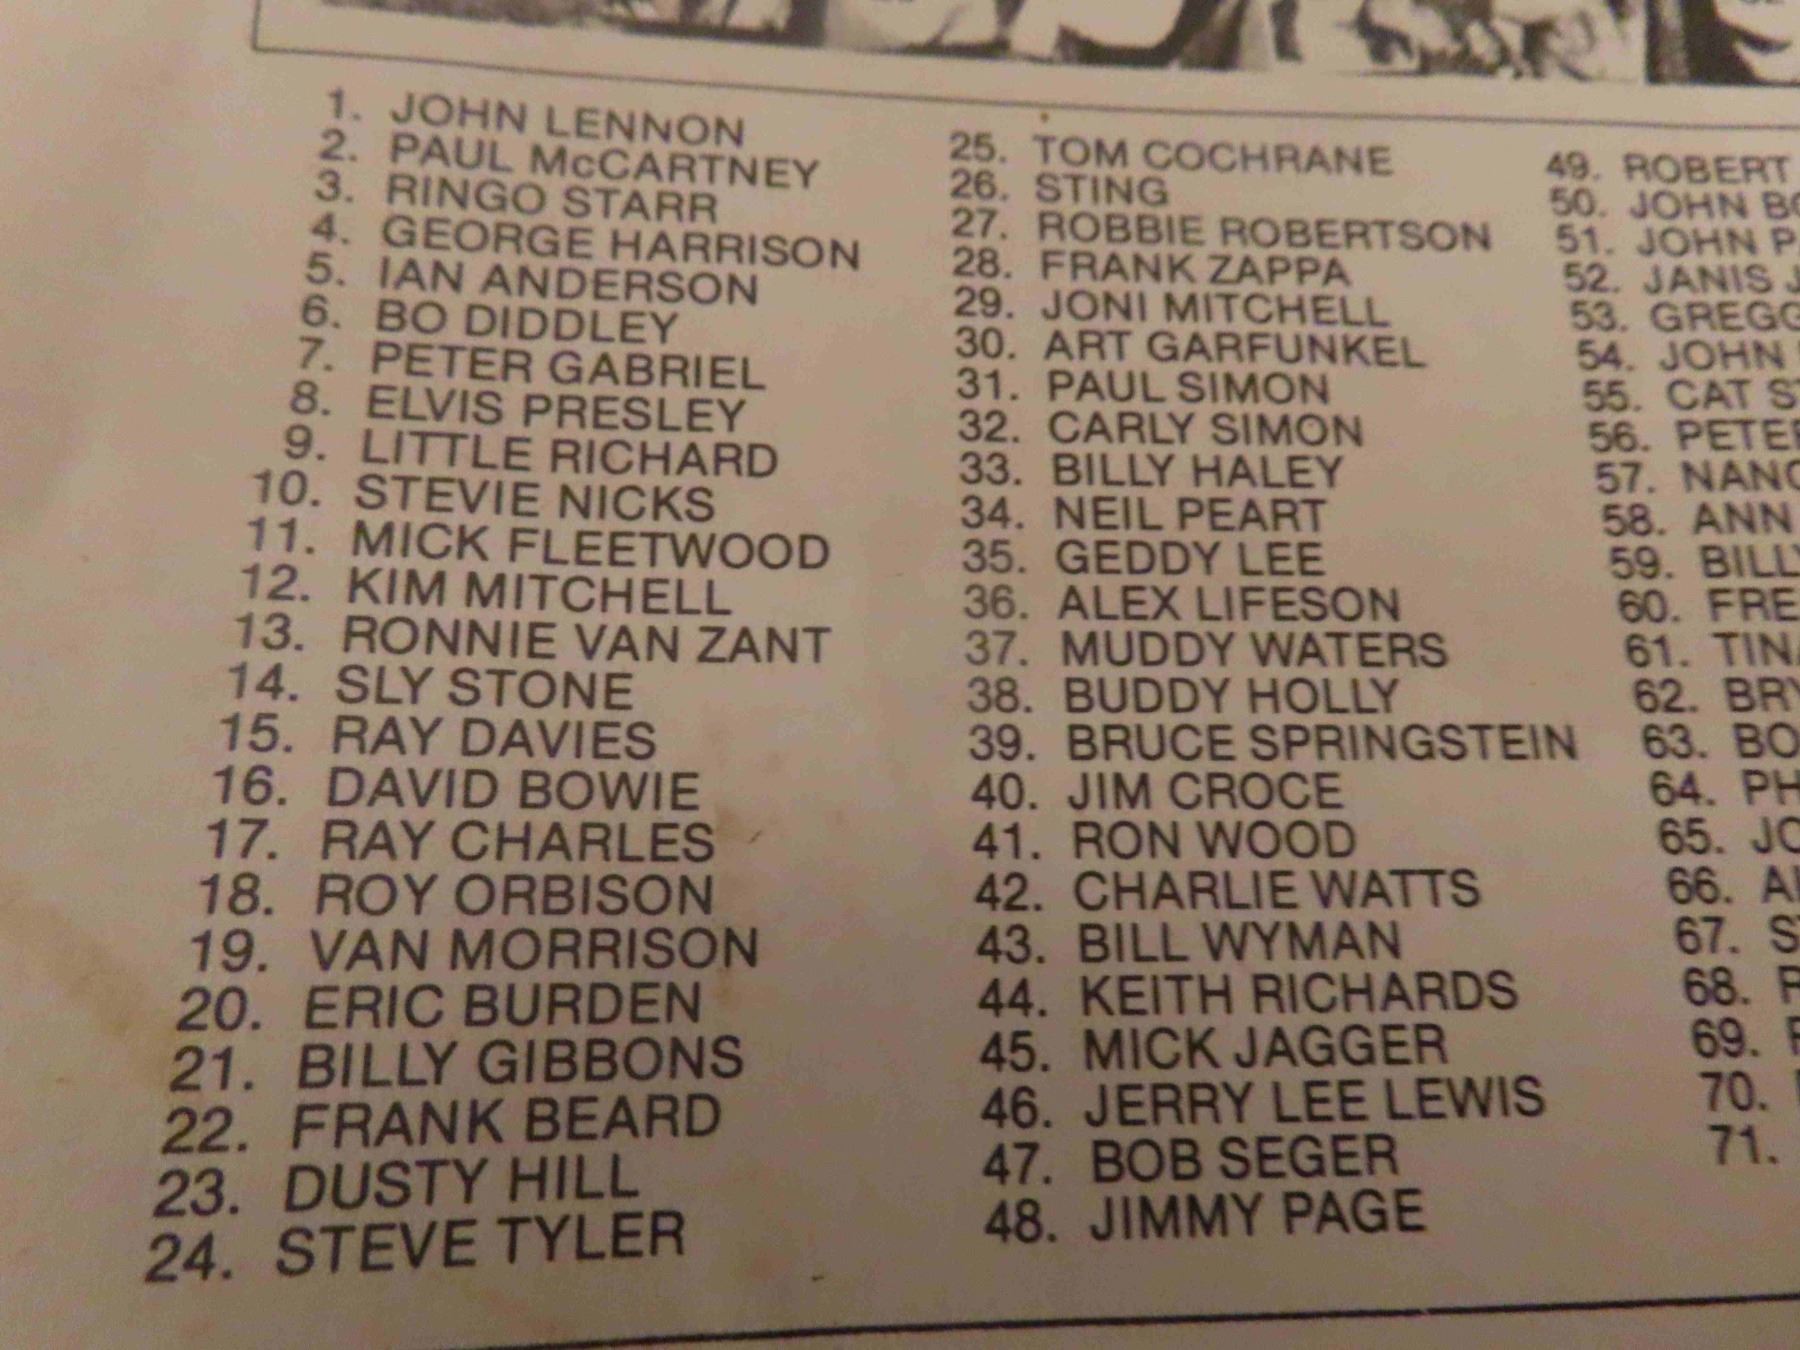 1. JOHN LENNON
2. PAUL McCARTNEY
3. RINGO STARR
4. GEORGE HARRISON
5. IAN ANDERSON
6. BO DIDDLEY
7. PETER GABRIEL
8. ELVIS PRESLEY
9. LITTLE RICHARD
10. STEVIE NICKS
11. MICK FLEETWOOD
12. KIM MITCHELL
13. RONNIE VAN ZANT
14. SLY STONE
15. RAY DAVIES
16. DAVID BOWIE
17. RAY CHARLES
18. ROY ORBISON
19. VAN MORRISON
20. ERIC BURDEN
21. BILLY GIBBONS
22. FRANK BEARD
23. DUSTY HILL
24. STEVE TYLER
25. TOM COCHRANE
26. STING
27. ROBBIE ROBERTSON
28. FRANK ZAPPA
29. JONI MITCHELL
30. ART GARFUNKEL
31. PAUL SIMON
32. CARLY SIMON
33. BILLY HALEY
34. NEIL PEART
35. GEDDY LEE
36. ALEX LIFESON
37. MUDDY WATERS
38. BUDDY HOLLY
39. BRUCE SPRINGSTEIN
40. JIM CROCE
41. RON WOOD
42. CHARLIE WATTS
43. BILL WYMAN
44. KEITH RICHARDS
45. MICK JAGGER
46. JERRY LEE LEWIS
47. BOB SEGER
48. JIMMY PAGE
49. ROBERT
50. JOHN
51. JOHN
52. JANIS
53.
54. JOHN
55. CAT
56.
57.
58. ANN
59.
60.
61.
62.
63.
64.
65.
66.
67.
68.
69.
70.
71.